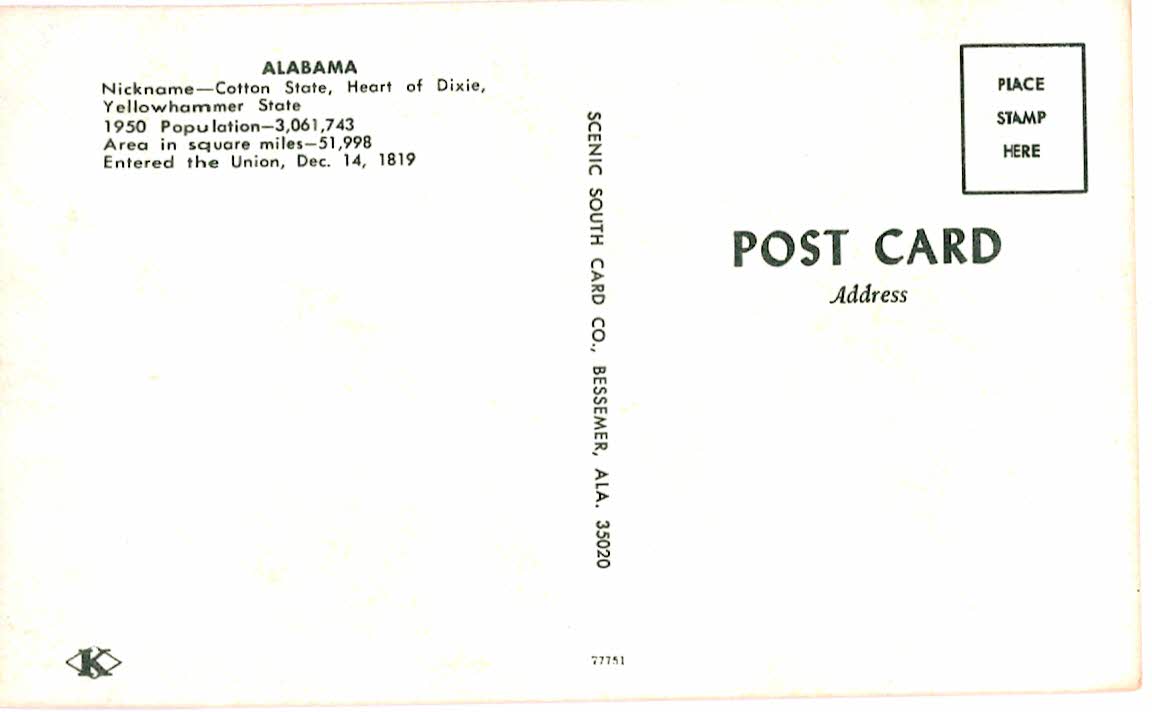 ALABAMA
Nickname—Cotton State, Heart of Dixie,
Yellowhammer State
1950 Population—3,061,743
Area in square miles—51,998
Entered the Union, Dec. 14, 1819
SCENIC SOUTH CARD CO., BESSEMER, ALA. 35020
PLACE
STAMP
HERE
POST CARD
Address
K
77751